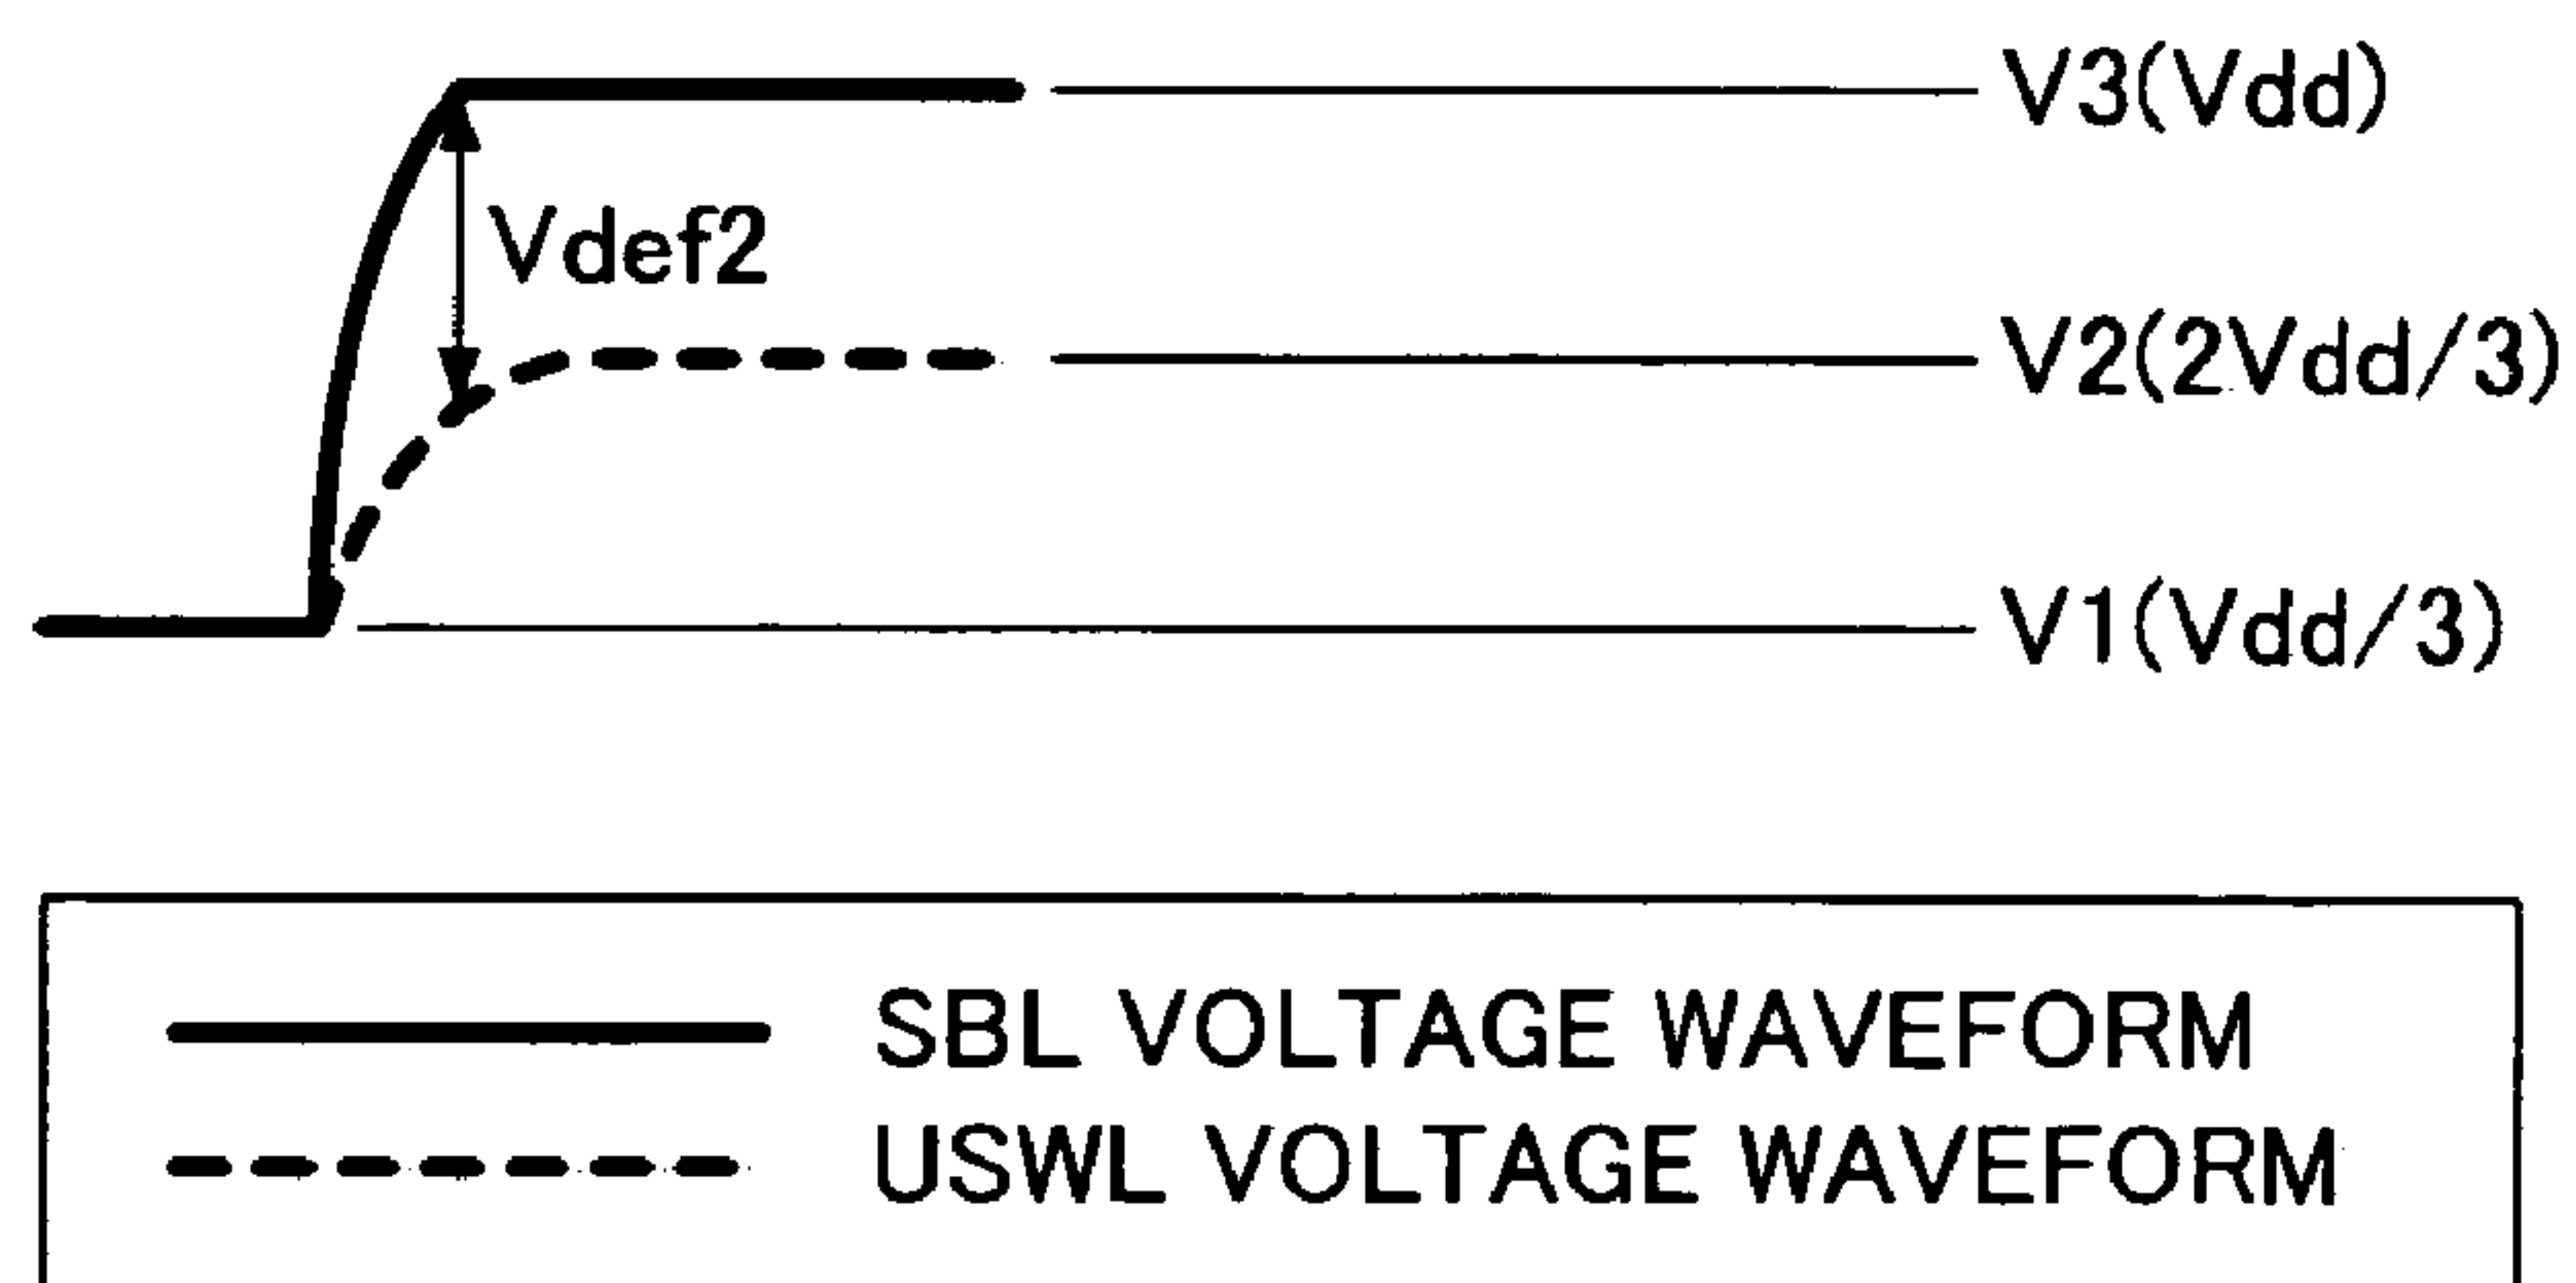 V3(Vdd)
Vdef2
V2(2Vdd/3)
V1(Vdd/3)
SBL VOLTAGE WAVEFORM
USWL VOLTAGE WAVEFORM